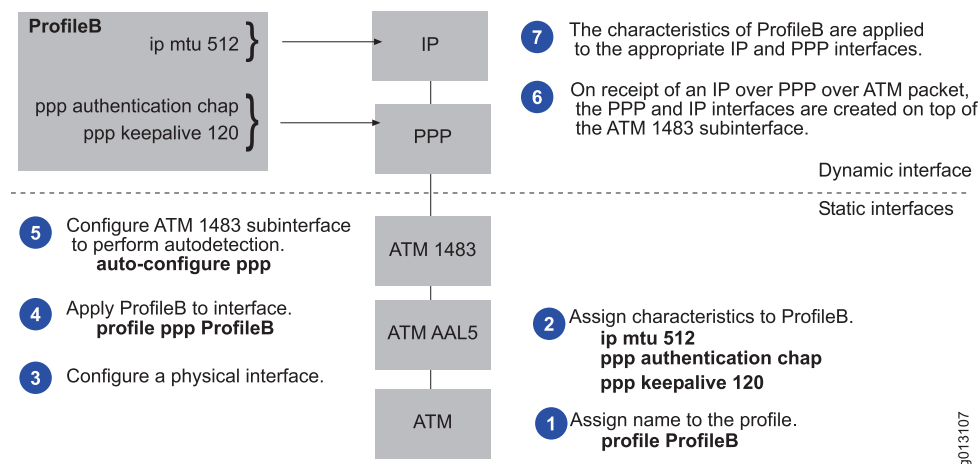 ProfileB
ip mtu 512 }
ppp authentication chap
ppp keepalive 120 }
IP
PPP
7 The characteristics of ProfileB are applied
to the appropriate IP and PPP interfaces.
6 On receipt of an IP over PPP over ATM packet,
the PPP and IP interfaces are created on top of
the ATM 1483 subinterface.
Dynamic interface
Static interfaces
5 Configure ATM 1483 subinterface
to perform autodetection.
auto-configure ppp
4 Apply ProfileB to interface.
profile ppp ProfileB
3 Configure a physical interface.
ATM 1483
ATM AAL5
ATM
2 Assign characteristics to ProfileB.
ip mtu 512
ppp authentication chap
ppp keepalive 120
1 Assign name to the profile.
profile ProfileB
g013107